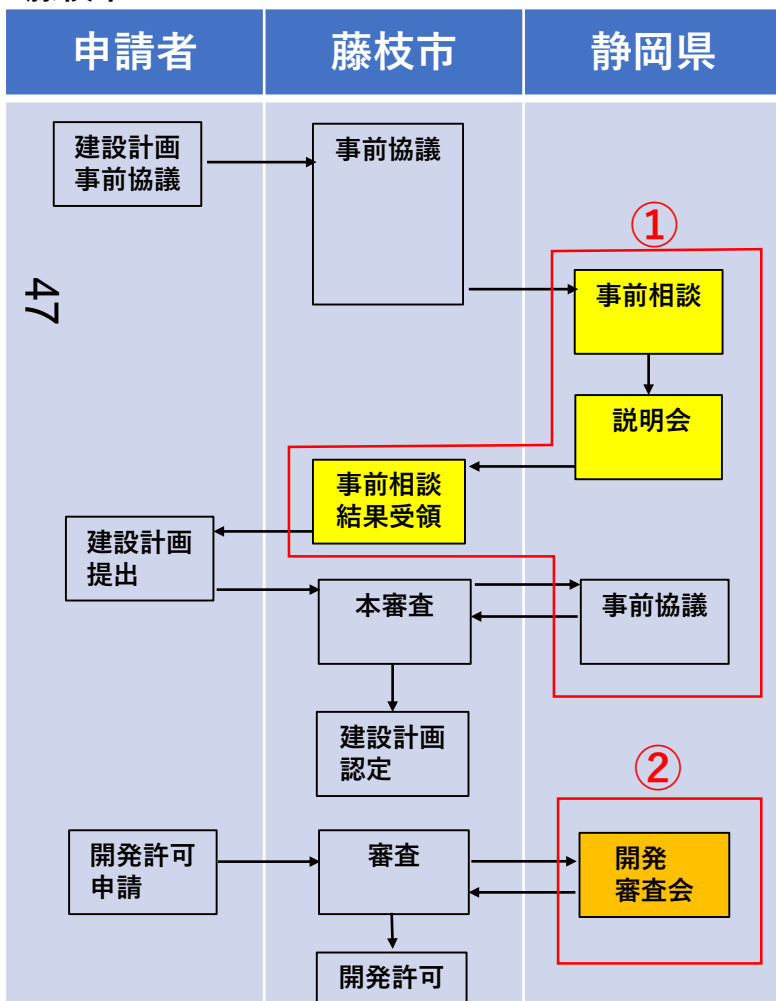 申請者
藤枝市
静岡県
建設計画
事前協議
事前協議
①
事前相談
47
説明会
事前相談
結果受領
建設計画
提出
本審査
事前協議
建設計画
認定
②
開発許可
申請
審査
開発
審査会
開発許可